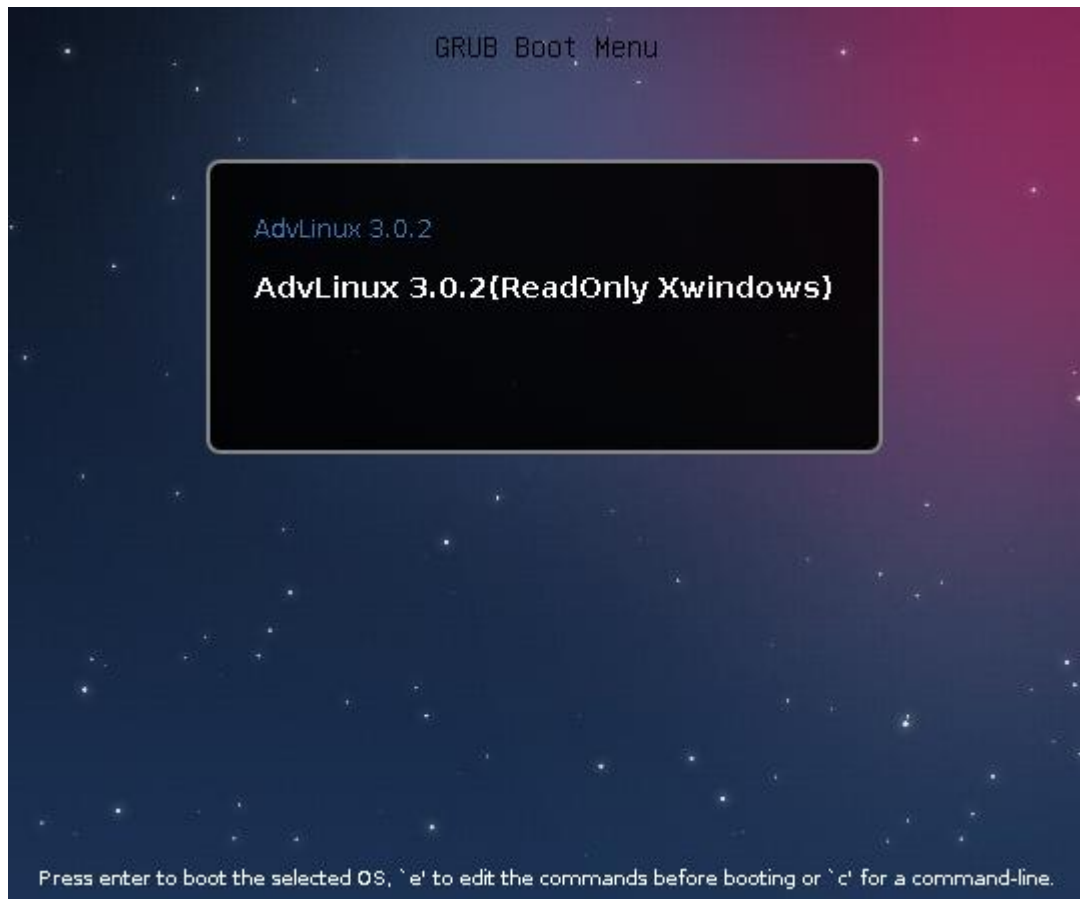 GRUB Boot Menu
AdvLinux 3.0.2
AdvLinux 3.0.2(ReadOnly Xwindows)
Press enter to boot the selected OS, `e' to edit the commands before booting or `c' for a command-line.